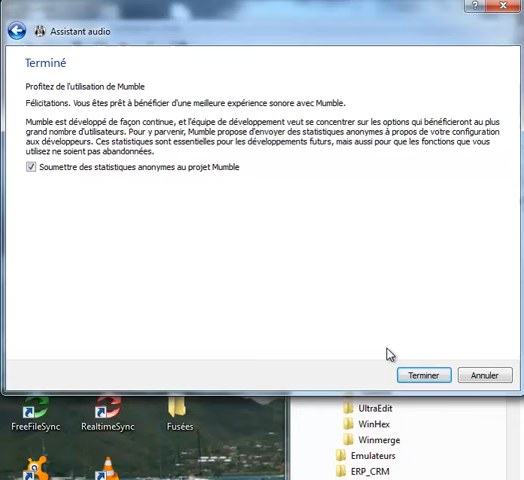 Assistant audio
Terminé
Profitez de l'utilisation de Mumble
Félicitations. Vous êtes prêt à bénéficier d'une meilleure expérience sonore avec Mumble.
Mumble est développé de façon continue, et l'équipe de développement veut se concentrer sur les options qui bénéficieront au plus
grand nombre d'utilisateurs. Pour y parvenir, Mumble propose d'envoyer des statistiques anonymes à propos de votre configuration
aux développeurs. Ces statistiques sont essentielles pour les développements futurs, mais aussi pour que les fonctions que vous
utilisez ne soient pas abandonnées.
Soumettre des statistiques anonymes au projet Mumble
Terminer
Annuler
FreeFileSync
RealtimeSync
Fusées
UltraEdit
WinHex
Winmerge
Emulateurs
ERP_CRM